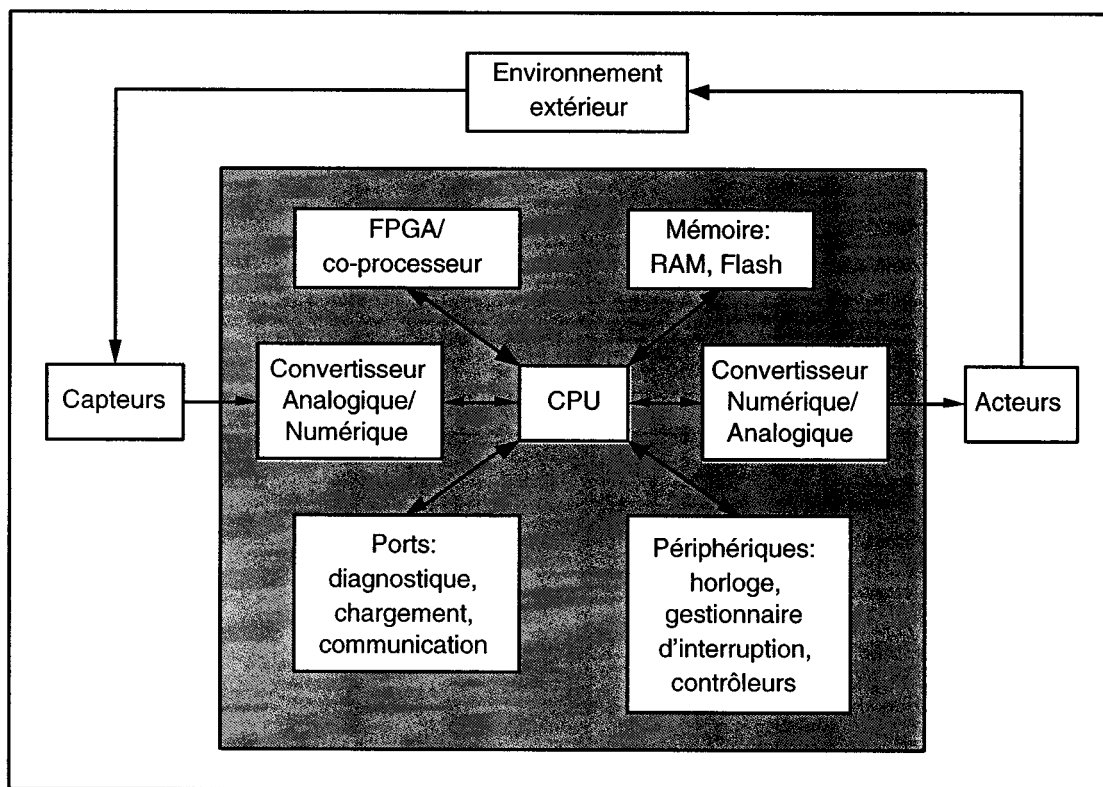 Environnement
extérieur
FPGA/
co-processeur
Mémoire:
RAM, Flash
Capteurs
Convertisseur
Analogique/
Numérique
CPU
Convertisseur
Numérique/
Analogique
Acteurs
Ports:
diagnostique,
chargement,
communication
Périphériques:
horloge,
gestionnaire
d'interruption,
contrôleurs